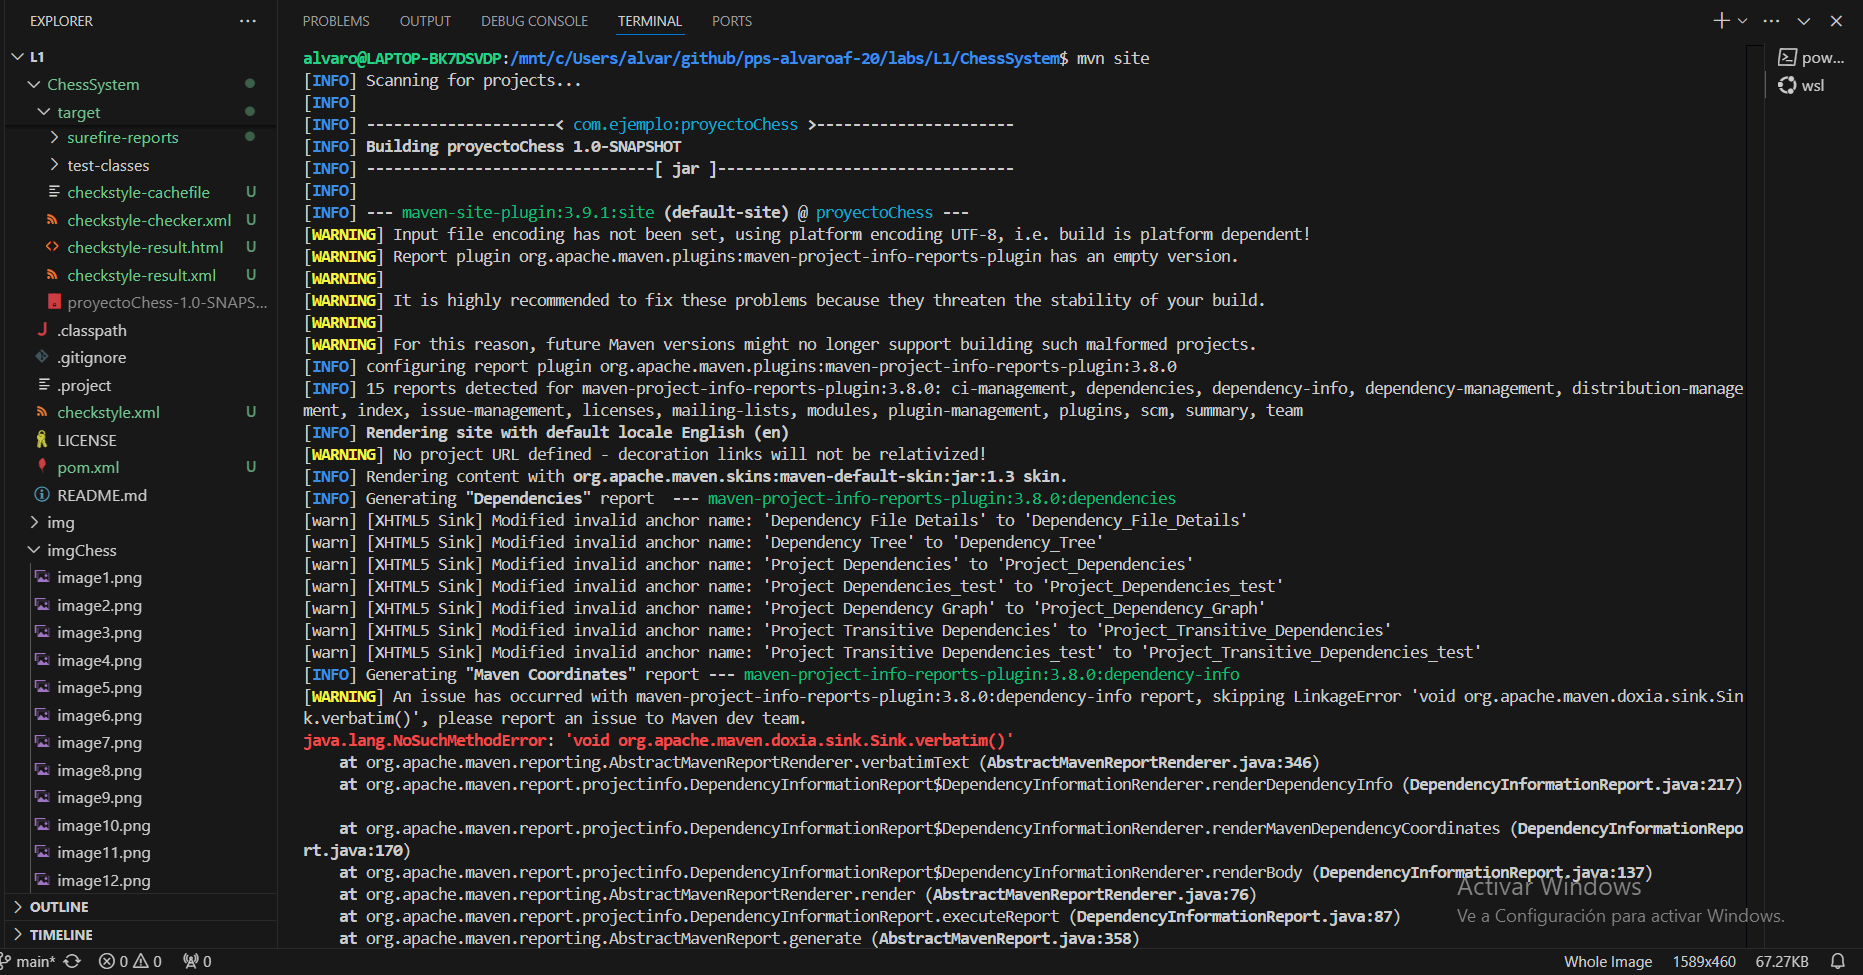 EXPLORER
PROBLEMS OUTPUT DEBUG CONSOLE TERMINAL PORTS
L1
ChessSystem
target
surefire-reports
test-classes
checkstyle-cachefile U
checkstyle-checker.xml U
checkstyle-result.html U
checkstyle-result.xml U
proyectoChess-1.0-SNAPS...
.classpath
.gitignore
.project
checkstyle.xml U
LICENSE
pom.xml U
README.md
img
imgChess
image1.png
image2.png
image3.png
image4.png
image5.png
image6.png
image7.png
image8.png
image9.png
image10.png
image11.png
image12.png
OUTLINE
TIMELINE
alvaro@LAPTOP-BK7DSVDP:/mnt/c/Users/alvar/github/pps-alvaroaf-20/labs/L1/ChessSystem$ mvn site
[INFO] Scanning for projects...
[INFO]
[INFO] ---------------------< com.ejemplo:proyectoChess >----------------------
[INFO] Building proyectoChess 1.0-SNAPSHOT
[INFO] --------------------------------[ jar ]---------------------------------
[INFO]
[INFO] --- maven-site-plugin:3.9.1:site (default-site) @ proyectoChess ---
[WARNING] Input file encoding has not been set, using platform encoding UTF-8, i.e. build is platform dependent!
[WARNING] Report plugin org.apache.maven.plugins:maven-project-info-reports-plugin has an empty version.
[WARNING]
[WARNING] It is highly recommended to fix these problems because they threaten the stability of your build.
[WARNING]
[WARNING] For this reason, future Maven versions might no longer support building such malformed projects.
[INFO] configuring report plugin org.apache.maven.plugins:maven-project-info-reports-plugin:3.8.0
[INFO] 15 reports detected for maven-project-info-reports-plugin:3.8.0: ci-management, dependencies, dependency-info, dependency-management, distribution-manage
ment, index, issue-management, licenses, mailing-lists, modules, plugin-management, plugins, scm, summary, team
[INFO] Rendering site with default locale English (en)
[WARNING] No project URL defined - decoration links will not be relativized!
[INFO] Rendering content with org.apache.maven.skins:maven-default-skin:jar:1.3 skin.
[INFO] Generating "Dependencies" report  --- maven-project-info-reports-plugin:3.8.0:dependencies
[warn] [XHTML5 Sink] Modified invalid anchor name: 'Dependency File Details' to 'Dependency_File_Details'
[warn] [XHTML5 Sink] Modified invalid anchor name: 'Dependency Tree' to 'Dependency_Tree'
[warn] [XHTML5 Sink] Modified invalid anchor name: 'Project Dependencies' to 'Project_Dependencies'
[warn] [XHTML5 Sink] Modified invalid anchor name: 'Project Dependencies_test' to 'Project_Dependencies_test'
[warn] [XHTML5 Sink] Modified invalid anchor name: 'Project Dependency Graph' to 'Project_Dependency_Graph'
[warn] [XHTML5 Sink] Modified invalid anchor name: 'Project Transitive Dependencies' to 'Project_Transitive_Dependencies'
[warn] [XHTML5 Sink] Modified invalid anchor name: 'Project Transitive Dependencies_test' to 'Project_Transitive_Dependencies_test'
[INFO] Generating "Maven Coordinates" report --- maven-project-info-reports-plugin:3.8.0:dependency-info
[WARNING] An issue has occurred with maven-project-info-reports-plugin:3.8.0:dependency-info report, skipping LinkageError 'void org.apache.maven.doxia.sink.Sin
k.verbatim()', please report an issue to Maven dev team.
java.lang.NoSuchMethodError: 'void org.apache.maven.doxia.sink.Sink.verbatim()'
at org.apache.maven.reporting.AbstractMavenReportRenderer.verbatimText (AbstractMavenReportRenderer.java:346)
at org.apache.maven.report.projectinfo.DependencyInformationReport$DependencyInformationRenderer.renderDependencyInfo (DependencyInformationReport.java:217)
at org.apache.maven.report.projectinfo.DependencyInformationReport$DependencyInformationRenderer.renderMavenDependencyCoordinates (DependencyInformationRepo
rt.java:170)
at org.apache.maven.report.projectinfo.DependencyInformationReport$DependencyInformationRenderer.renderBody (DependencyInformationReport.java:137)
at org.apache.maven.reporting.AbstractMavenReportRenderer.render (AbstractMavenReportRenderer.java:76)
at org.apache.maven.report.projectinfo.DependencyInformationReport.executeReport (DependencyInformationReport.java:87)
at org.apache.maven.reporting.AbstractMavenReport.generate (AbstractMavenReport.java:358)
pow...
wsl
Activar Windows
Ve a Configuración para activar Windows.
main* 0 0 0
Whole Image 1589x460 67.27KB